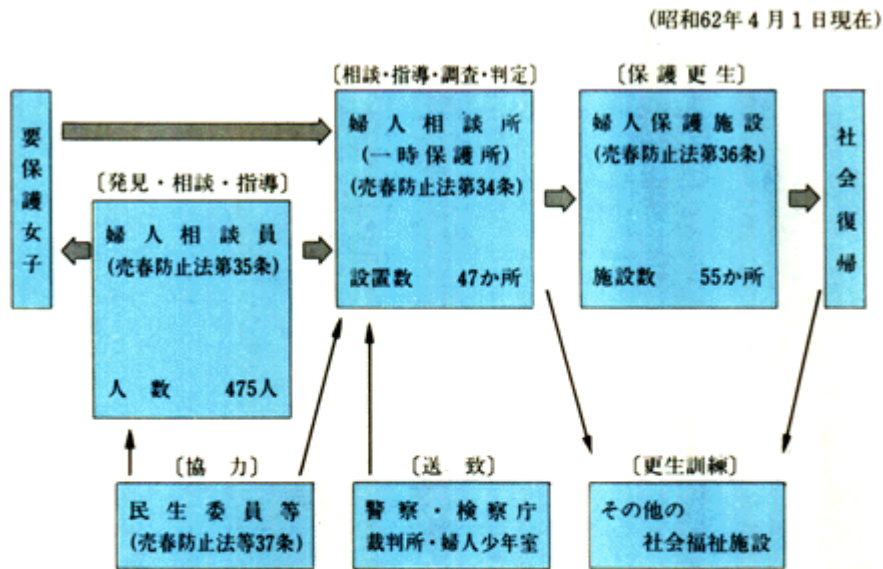 (昭和62年4月1日現在)
〔相談・指導・調査・判定〕
〔保護更生〕
要保護女子
婦人相談所
(一時保護所)
(売春防止法第34条)
設置数 47か所
婦人保護施設
(売春防止法第36条)
施設数 55か所
社会復帰
〔発見・相談・指導〕
婦人相談員
(売春防止法第35条)
人数 475人
〔協力〕
民生委員等
(売春防止法等37条)
〔送致〕
警察・検察庁
裁判所・婦人少年室
〔更生訓練〕
その他の
社会福祉施設